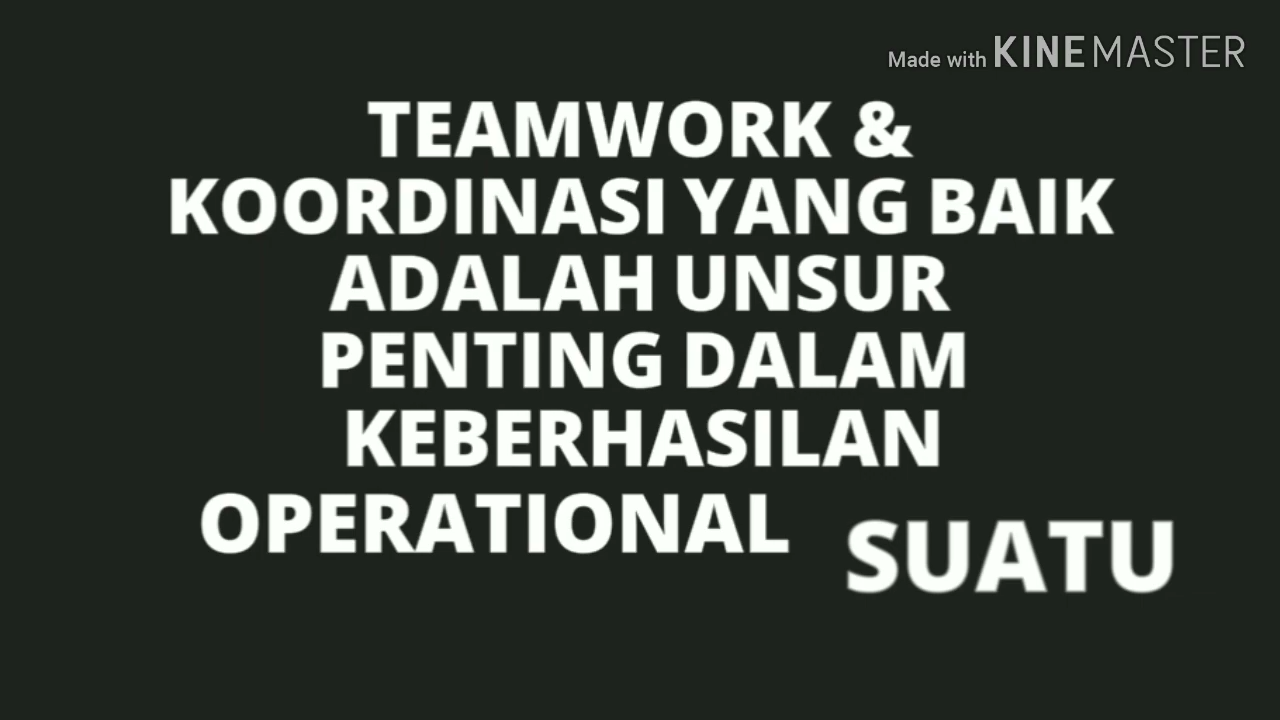 Made with KINEMASTER
TEAMWORK &
KOORDINASI YANG BAIK
ADALAH UNSUR
PENTING DALAM
KEBERHASILAN
OPERATIONAL SUATU